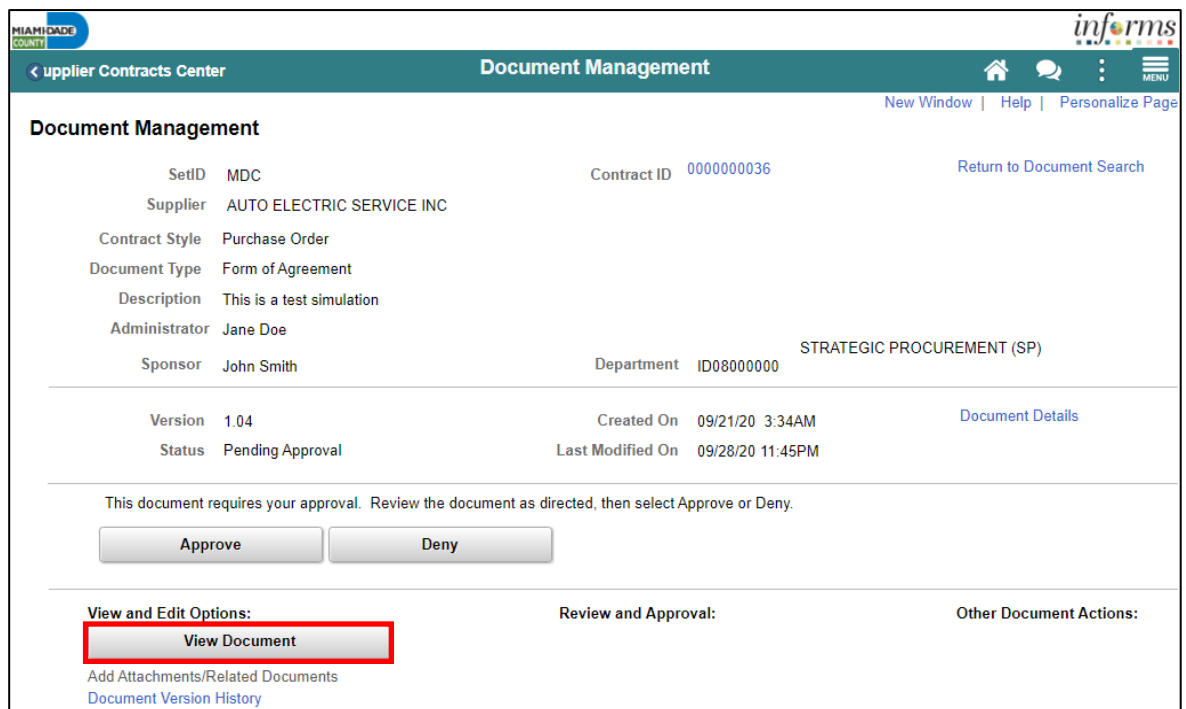 MIAMI-DADE
COUNTY
informs
upplier Contracts Center
Document Management
MENU
New Window | Help | Personalize Page
Document Management
SetID MDC Contract ID 0000000036 Return to Document Search
Supplier AUTO ELECTRIC SERVICE INC
Contract Style Purchase Order
Document Type Form of Agreement
Description This is a test simulation
Administrator Jane Doe
Sponsor John Smith Department ID08000000 STRATEGIC PROCUREMENT (SP)
Version 1.04 Created On 09/21/20 3:34AM Document Details
Status Pending Approval Last Modified On 09/28/20 11:45PM
This document requires your approval. Review the document as directed, then select Approve or Deny.
Approve Deny
View and Edit Options: Review and Approval: Other Document Actions:
View Document
Add Attachments/Related Documents
Document Version History